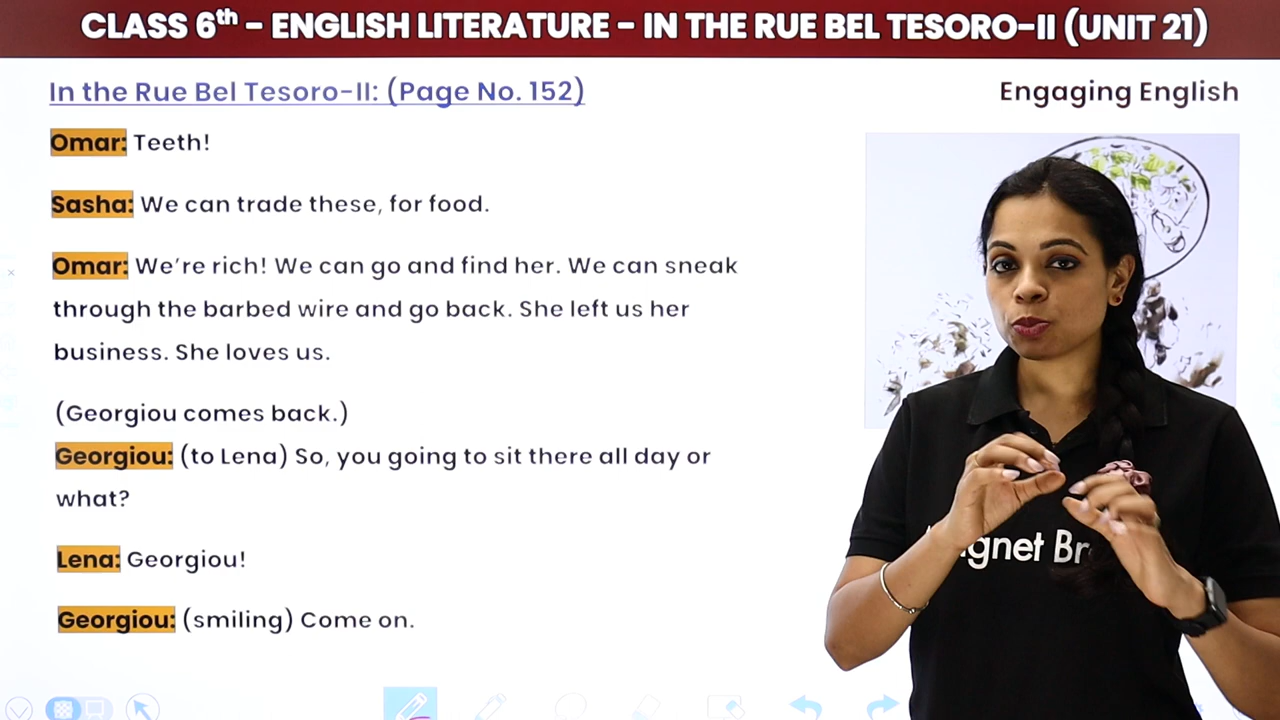 CLASS 6th – ENGLISH LITERATURE – IN THE RUE BEL TESORO–II (UNIT 21)
In the Rue Bel Tesoro-II: (Page No. 152)
Engaging English
Omar: Teeth!
Sasha: We can trade these, for food.
Omar: We're rich! We can go and find her. We can sneak
through the barbed wire and go back. She left us her
business. She loves us.
(Georgiou comes back.)
Georgiou: (to Lena) So, you going to sit there all day or
what?
Lena: Georgiou!
Georgiou: (smiling) Come on.
gnet Br